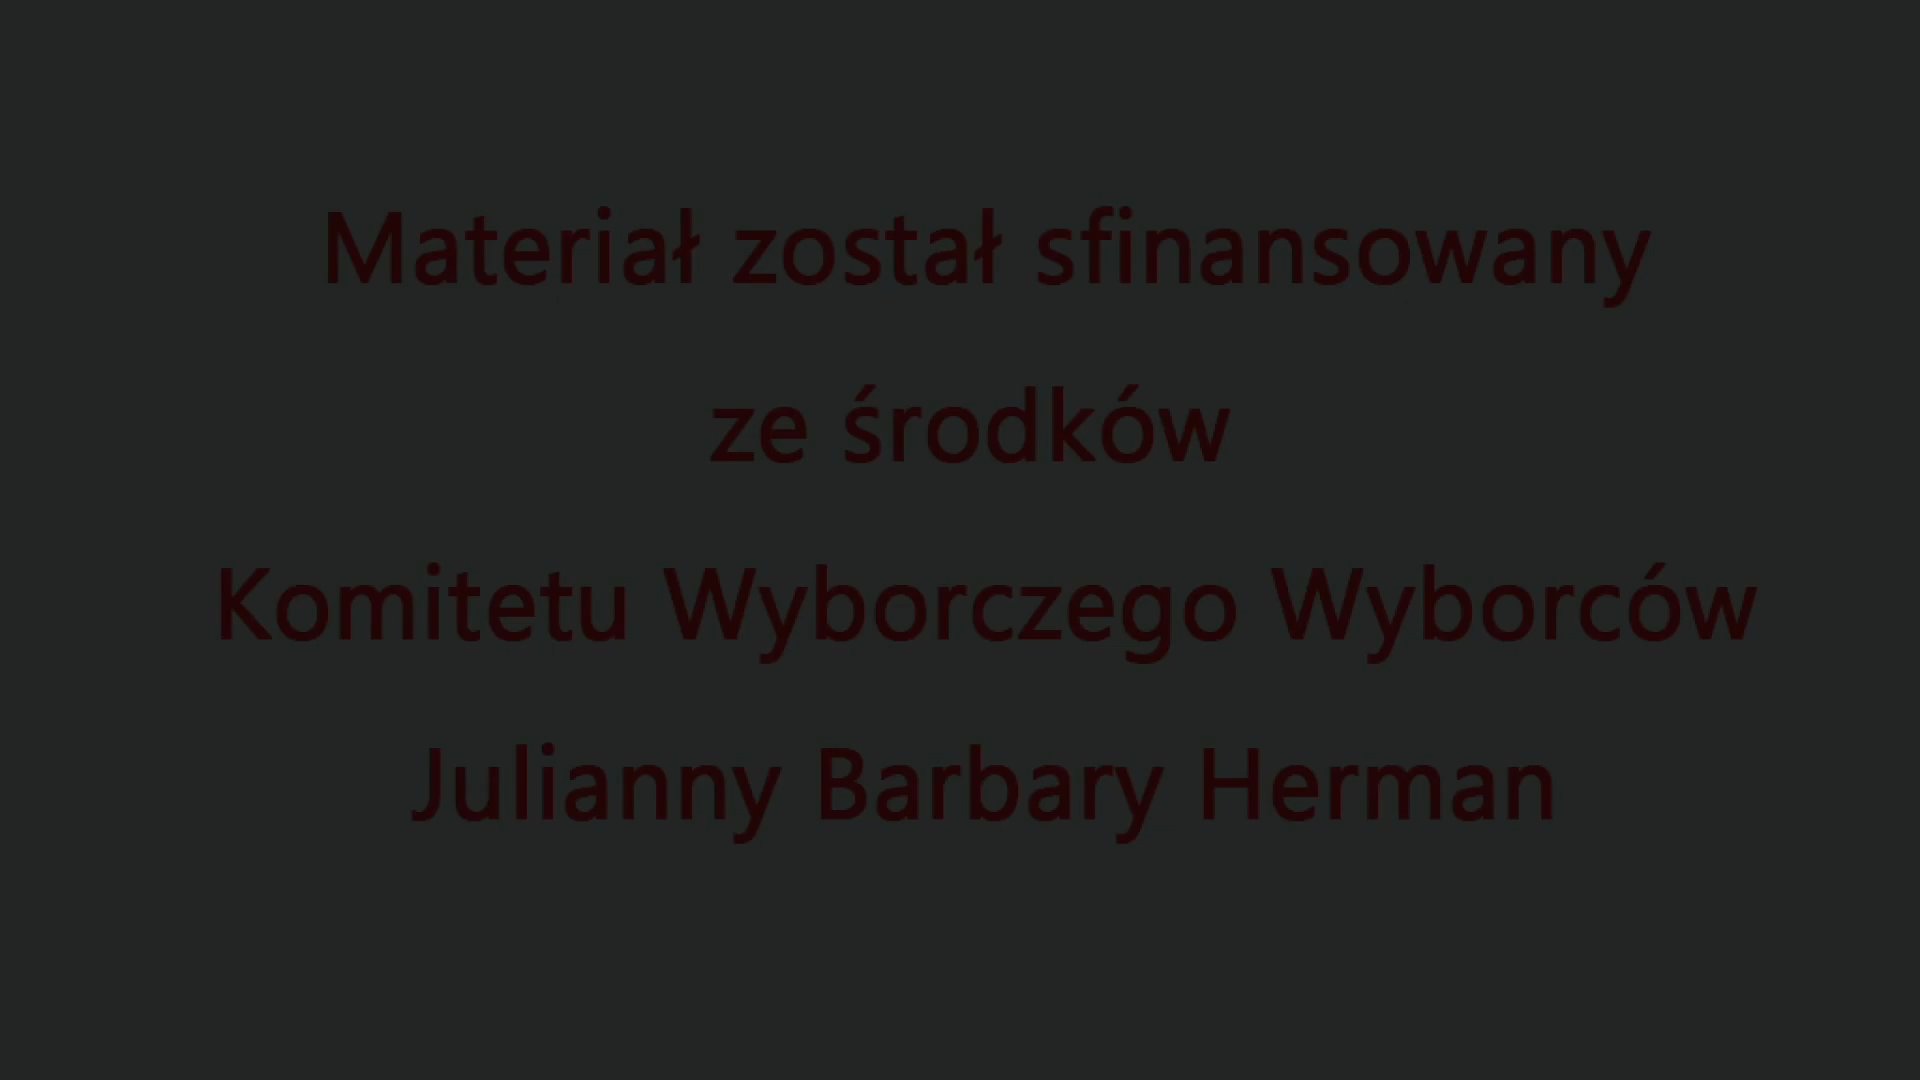 Materiał został sfinansowany
ze środków
Komitetu Wyborczego Wyborców
Julianny Barbary Herman